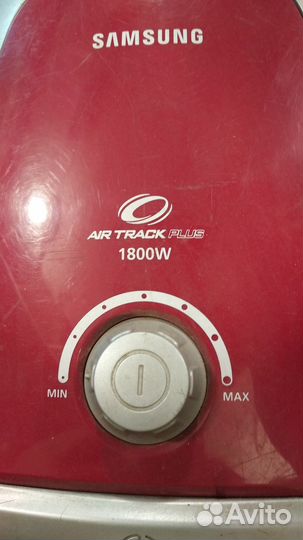 SAMSUNG
AIR TRACK PLUS
1800W
MIN MAX
Avito